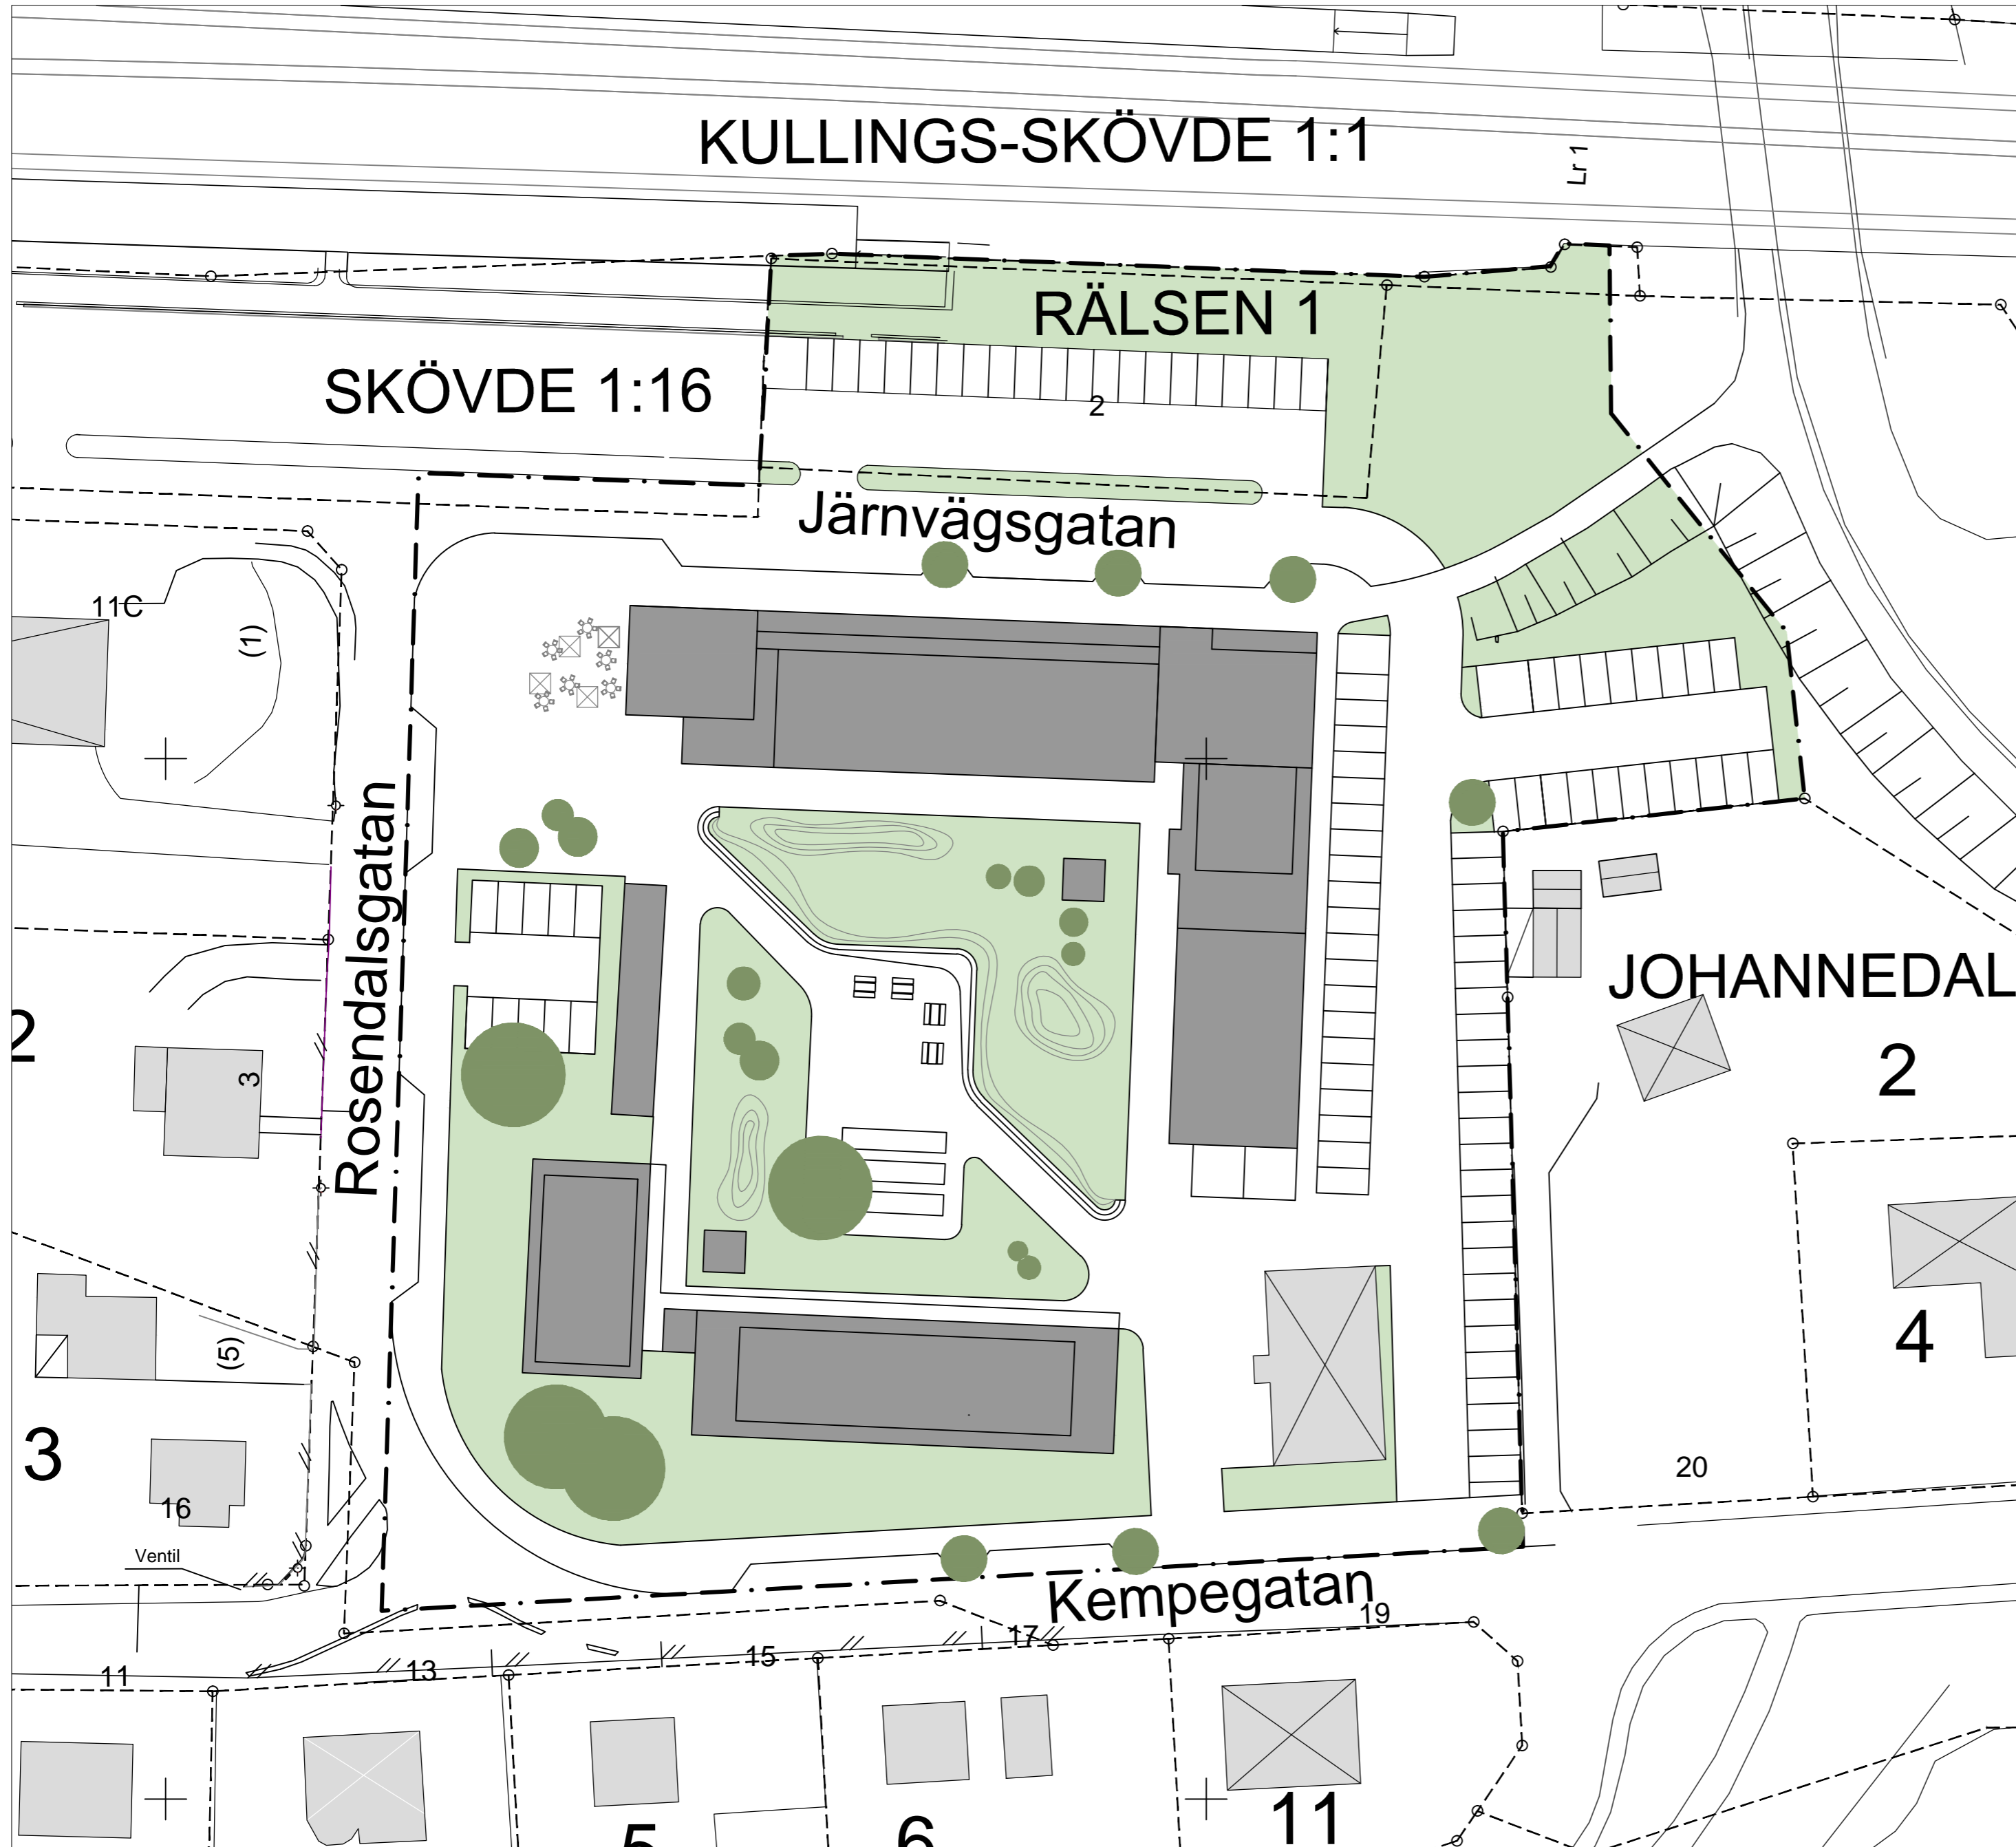 KULLINGS-SKÖVDE 1:1
Lr 1
RÄLSEN 1
SKÖVDE 1:16
2
Järnvägsgatan
11C
(1)
Rosendalsgatan
JOHANNEDAL
2
2
3
4
(5)
3
16
20
Ventil
Kempegatan
19
17
15
13
11
11
5
6